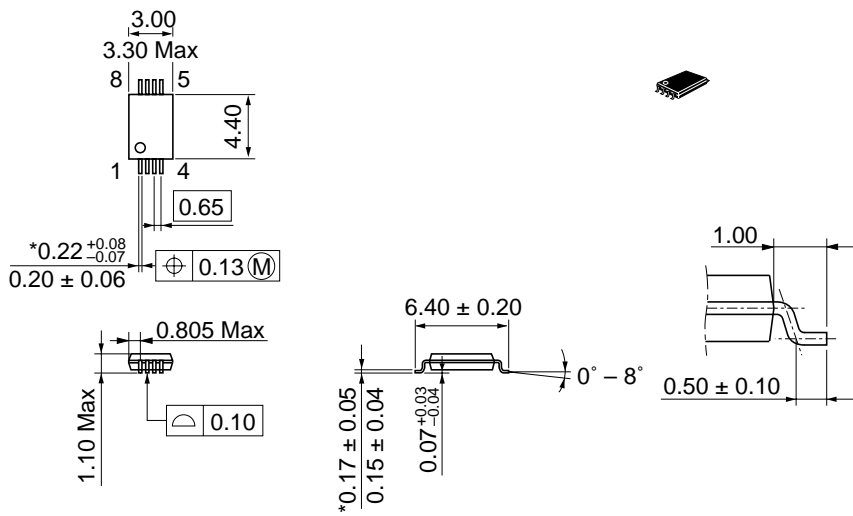 3.00
3.30 Max
8 5
4.40
1 4
0.65
*0.22 +0.08 −0.07
0.20 ± 0.06
⌖ 0.13 Ⓜ
0.805 Max
1.10 Max
⌓ 0.10
6.40 ± 0.20
0° – 8°
*0.17 ± 0.05
0.15 ± 0.04
0.07 +0.03 −0.04
1.00
0.50 ± 0.10